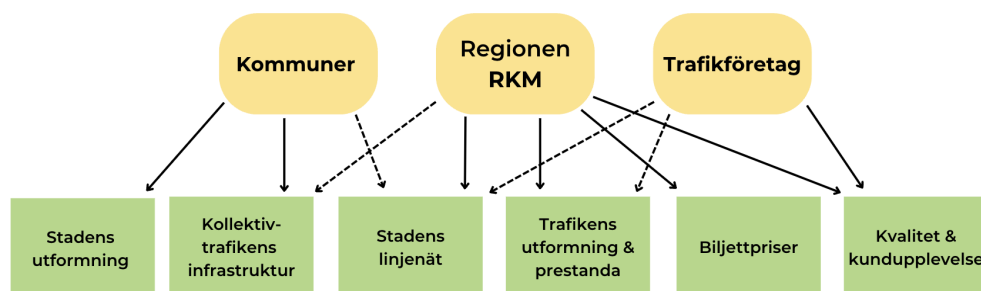 Kommuner
Regionen
RKM
Trafikföretag
Stadens
utformning
Kollektiv-
trafikens
infrastruktur
Stadens
linjenät
Trafikens
utformning &
prestanda
Biljettpriser
Kvalitet &
kundupplevelse